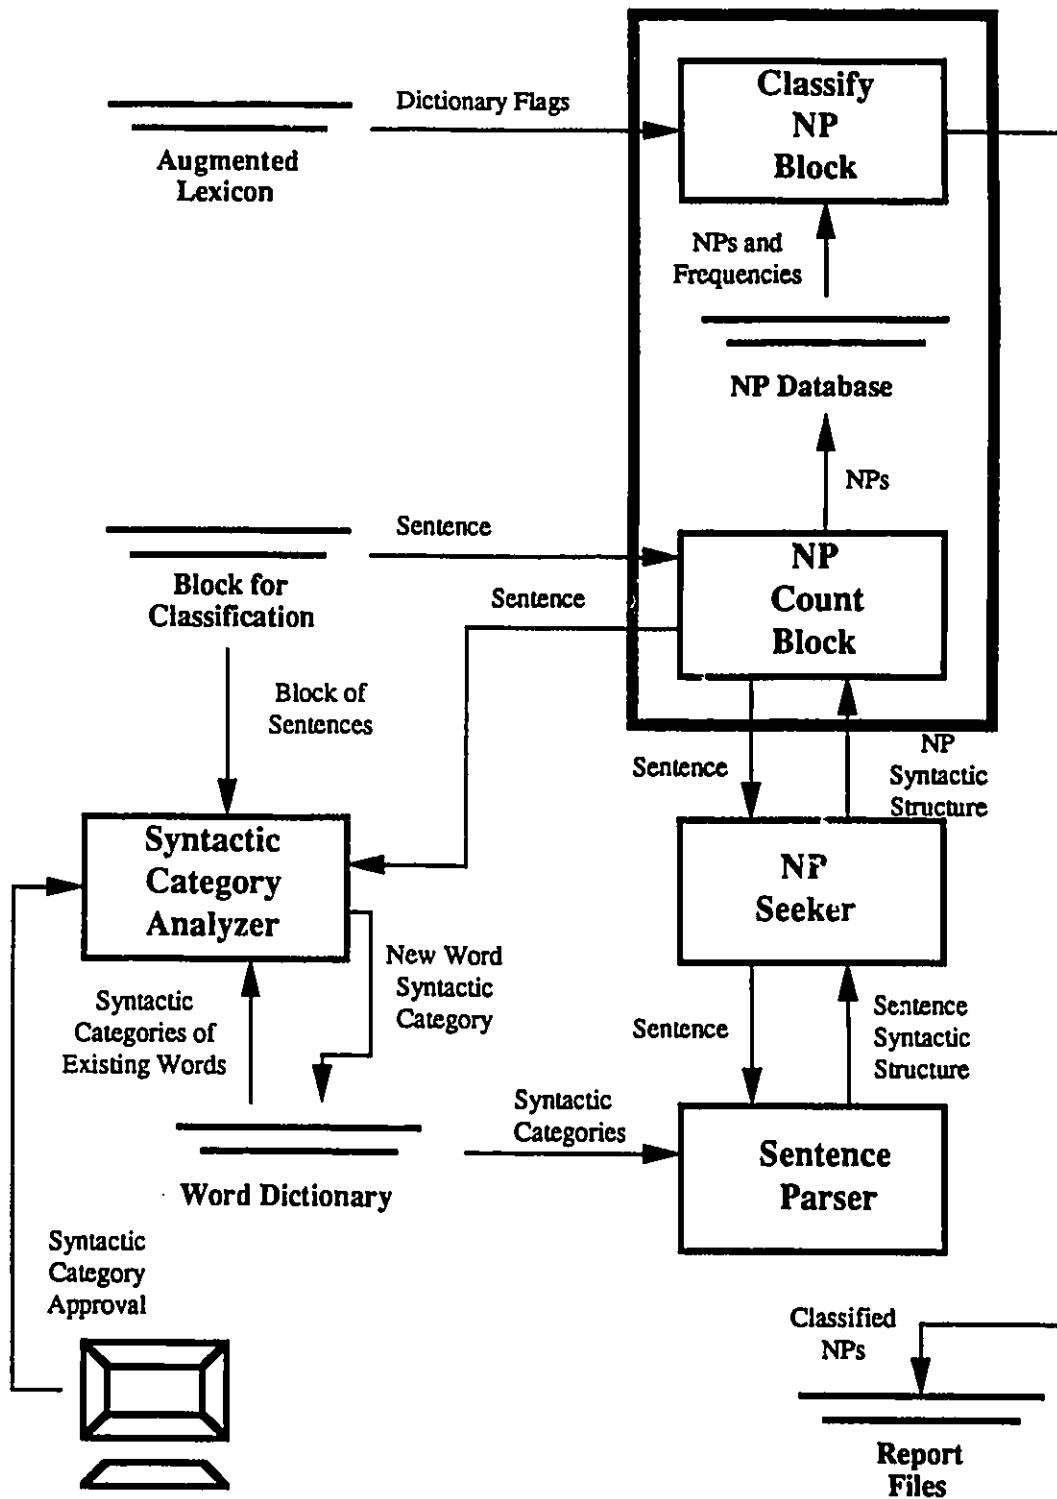 Classify
NP
Block
Dictionary Flags
Augmented
Lexicon
NPs and
Frequencies
NP Database
NPs
Sentence
NP
Count
Block
Block for
Classification
Sentence
Block of
Sentences
Sentence
NP
Syntactic
Structure
Syntactic
Category
Analyzer
NP
Seeker
New Word
Syntactic
Category
Syntactic
Categories of
Existing Words
Sentence
Sentence
Syntactic
Structure
Syntactic
Categories
Sentence
Parser
Word Dictionary
Syntactic
Category
Approval
Classified
NPs
Report
Files